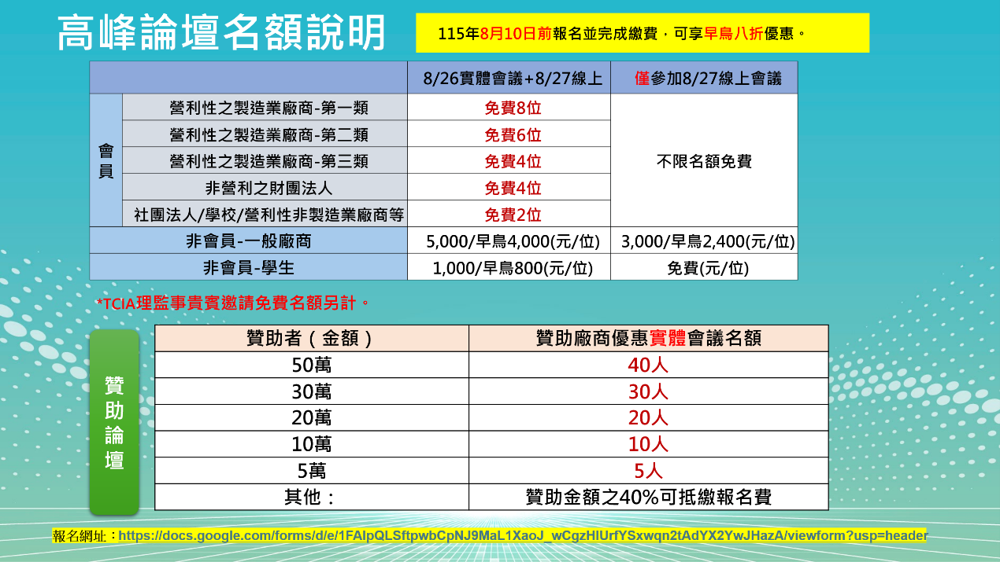 高峰論壇名額說明
115年8月10日前報名並完成繳費，可享早鳥八折優惠。
8/26實體會議+8/27線上 僅參加8/27線上會議
會員
營利性之製造業廠商-第一類 免費8位
營利性之製造業廠商-第二類 免費6位
營利性之製造業廠商-第三類 免費4位
不限名額免費
非營利之財團法人 免費4位
社團法人/學校/營利性非製造業廠商等 免費2位
非會員-一般廠商 5,000/早鳥4,000(元/位) 3,000/早鳥2,400(元/位)
非會員-學生 1,000/早鳥800(元/位) 免費(元/位)
*TCIA理監事貴賓邀請免費名額另計。
贊助論壇
贊助者（金額） 贊助廠商優惠實體會議名額
50萬 40人
30萬 30人
20萬 20人
10萬 10人
5萬 5人
其他： 贊助金額之40%可抵繳報名費
報名網址：https://docs.google.com/forms/d/e/1FAIpQLSftpwbCpNJ9MaL1XaoJ_wCgzHIUrfYSxwqn2tAdYX2YwJHazA/viewform?usp=header